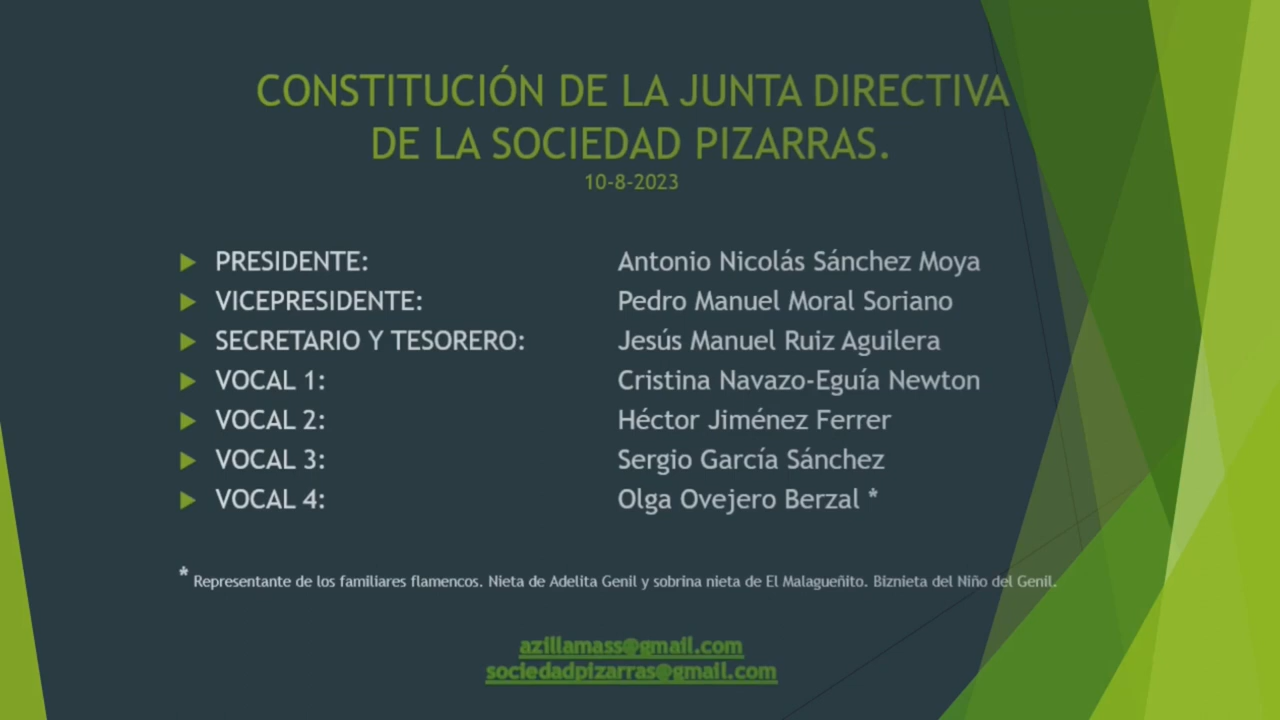 CONSTITUCIÓN DE LA JUNTA DIRECTIVA
DE LA SOCIEDAD PIZARRAS.
10-8-2023
PRESIDENTE: Antonio Nicolás Sánchez Moya
VICEPRESIDENTE: Pedro Manuel Moral Soriano
SECRETARIO Y TESORERO: Jesús Manuel Ruiz Aguilera
VOCAL 1: Cristina Navazo-Eguía Newton
VOCAL 2: Héctor Jiménez Ferrer
VOCAL 3: Sergio García Sánchez
VOCAL 4: Olga Ovejero Berzal *
* Representante de los familiares flamencos. Nieta de Adelita Genil y sobrina nieta de El Malagueñito. Biznieta del Niño del Genil.
azillamass@gmail.com
sociedadpizarras@gmail.com